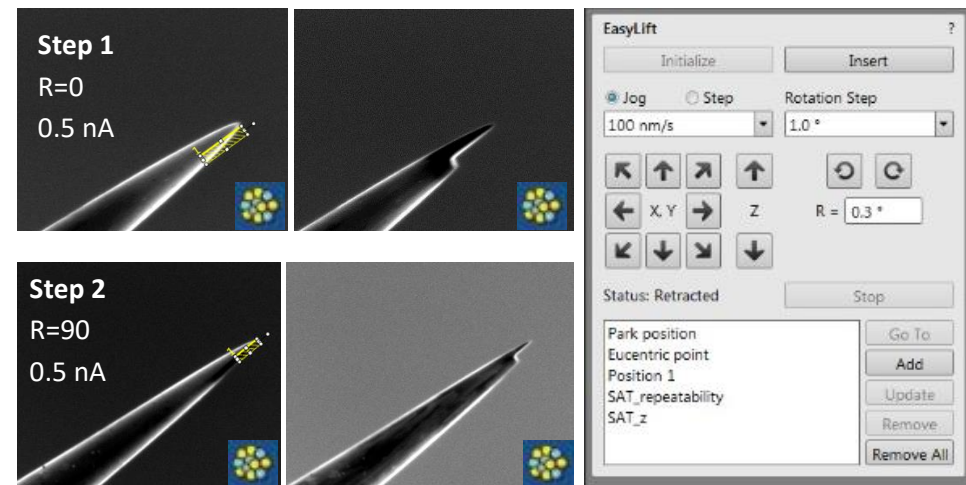 Step 1
R=0
0.5 nA
Step 2
R=90
0.5 nA
EasyLift ?
Initialize Insert
Jog Step Rotation Step
100 nm/s 1.0 °
X, Y Z R = 0.3 °
Status: Retracted Stop
Park position
Eucentric point
Position 1
SAT_repeatability
SAT_z
Go To
Add
Update
Remove
Remove All